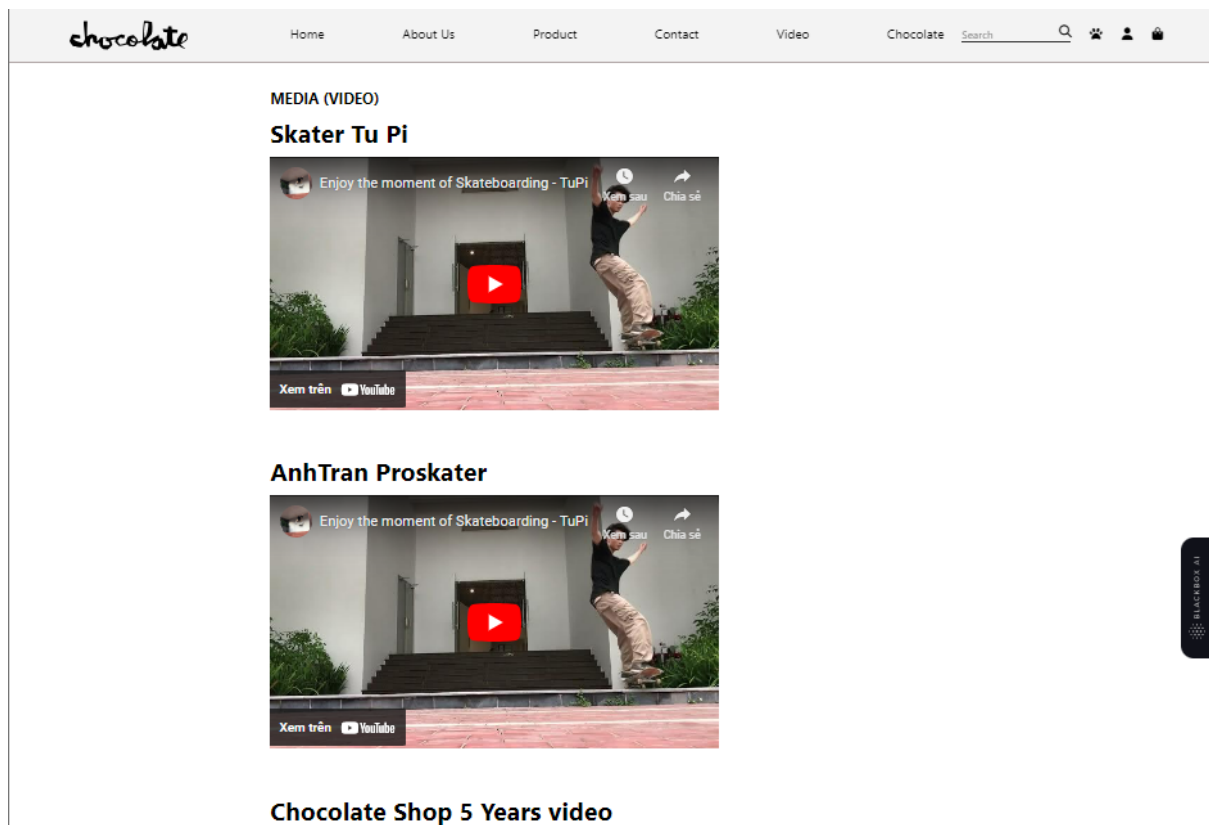 chocolate Home About Us Product Contact Video Chocolate Search
MEDIA (VIDEO)
Skater Tu Pi
Enjoy the moment of Skateboarding - TuPi
Xem sau Chia sẻ
Xem trên YouTube
AnhTran Proskater
Enjoy the moment of Skateboarding - TuPi
Xem sau Chia sẻ
Xem trên YouTube
BLACKBOX AI
Chocolate Shop 5 Years video